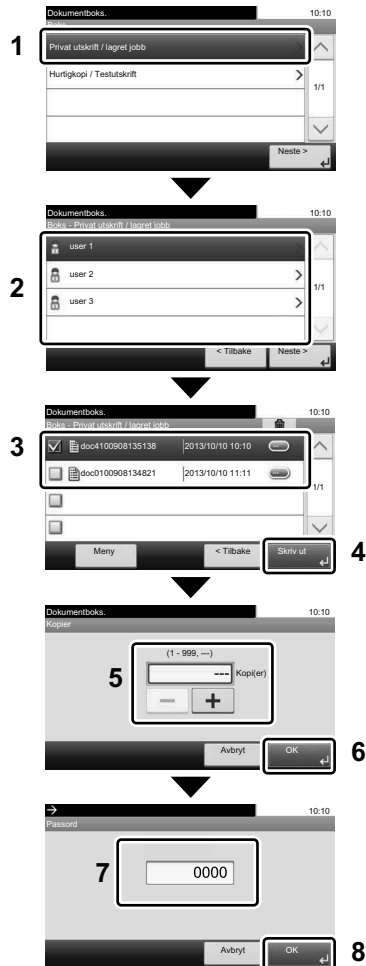 Dokumentboks. 10:10
Boks
1
Privat utskrift / lagret jobb
Hurtigkopi / Testutskrift
1/1
Neste >
Dokumentboks. 10:10
Boks - Privat utskrift / lagret jobb
user 1
2
user 2
1/1
user 3
< Tilbake Neste >
Dokumentboks. 10:10
Boks - Privat utskrift / lagret jobb
3
doc4100908135138 2013/10/10 10:10 ...
doc0100908134821 2013/10/10 11:11 ...
1/1
Meny < Tilbake Skriv ut 4
Dokumentboks. 10:10
Kopier
(1 - 999, ---)
5 --- Kopi(er)
− +
Avbryt OK 6
10:10
Passord
7 0000
Avbryt OK 8